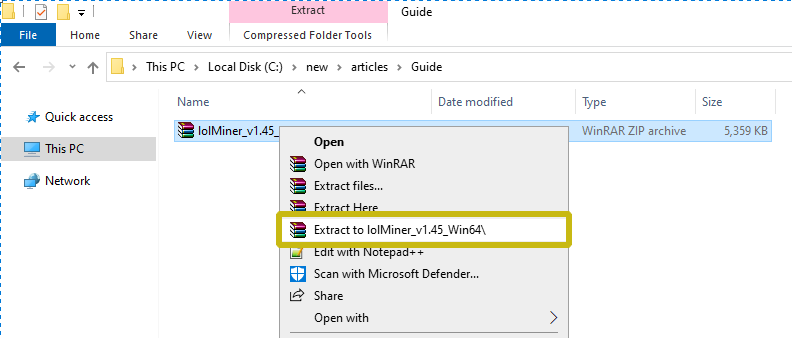 Extract
Guide
File
Home
Share
View
Compressed Folder Tools
This PC > Local Disk (C:) > new > articles > Guide
Name
Date modified
Type
Size
Quick access
This PC
Network
lolMiner_v1.45_
WinRAR ZIP archive
5,359 KB
Open
Open with WinRAR
Extract files...
Extract Here
Extract to lolMiner_v1.45_Win64\
Edit with Notepad++
Scan with Microsoft Defender...
Share
Open with